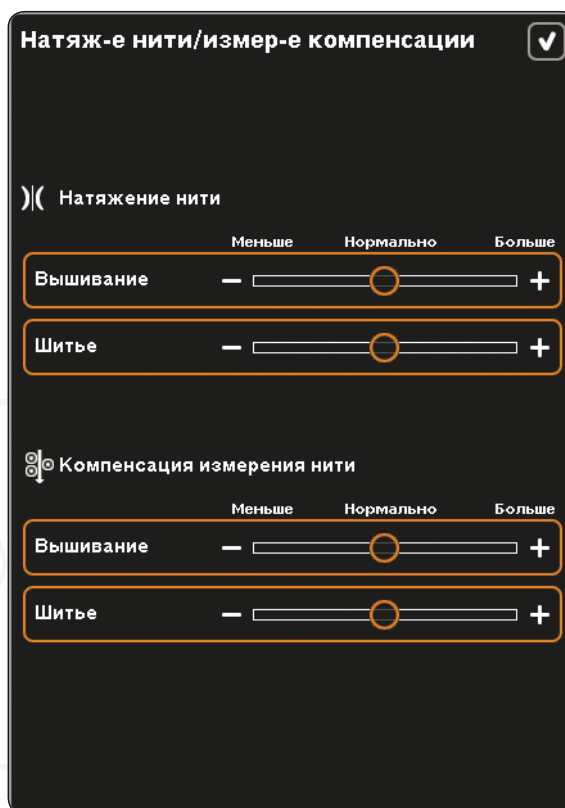 Натяж-е нити/измер-е компенсации
Натяжение нити
Меньше Нормально Больше
Вышивание
Шитье
Компенсация измерения нити
Меньше Нормально Больше
Вышивание
Шитье